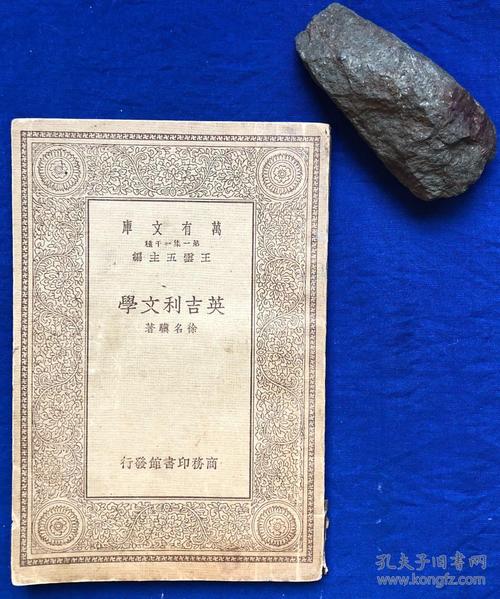 萬有文庫
第一集一千種
王雲五主編
英吉利文學
徐名驥著
商務印書館發行
孔夫子旧书网
www.kongfz.com